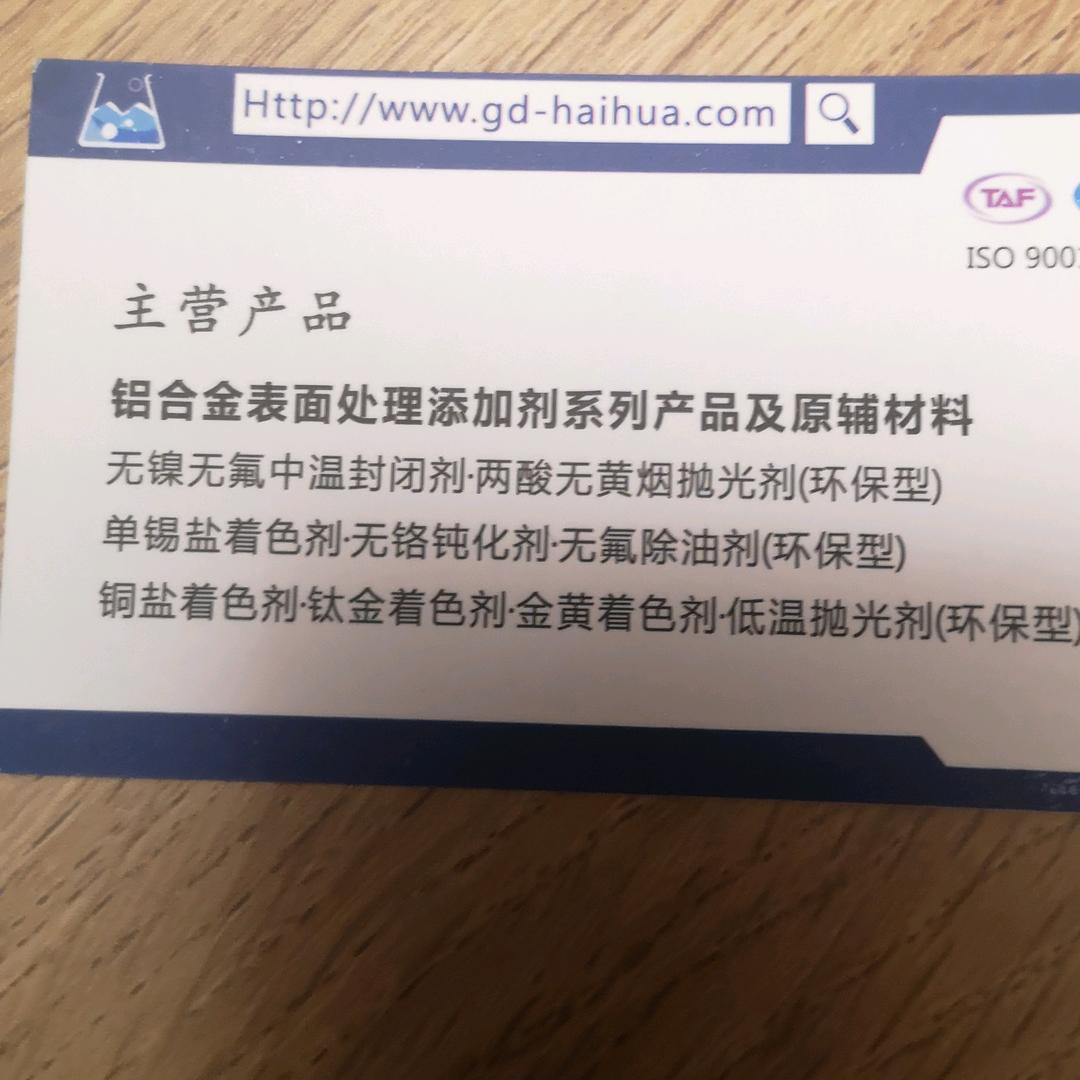 Http://www.gd-haihua.com
TAF
ISO 9001
主营产品
铝合金表面处理添加剂系列产品及原辅材料
无镍无氟中温封闭剂·两酸无黄烟抛光剂(环保型)
单锡盐着色剂·无铬钝化剂·无氟除油剂(环保型)
铜盐着色剂·钛金着色剂·金黄着色剂·低温抛光剂(环保型)